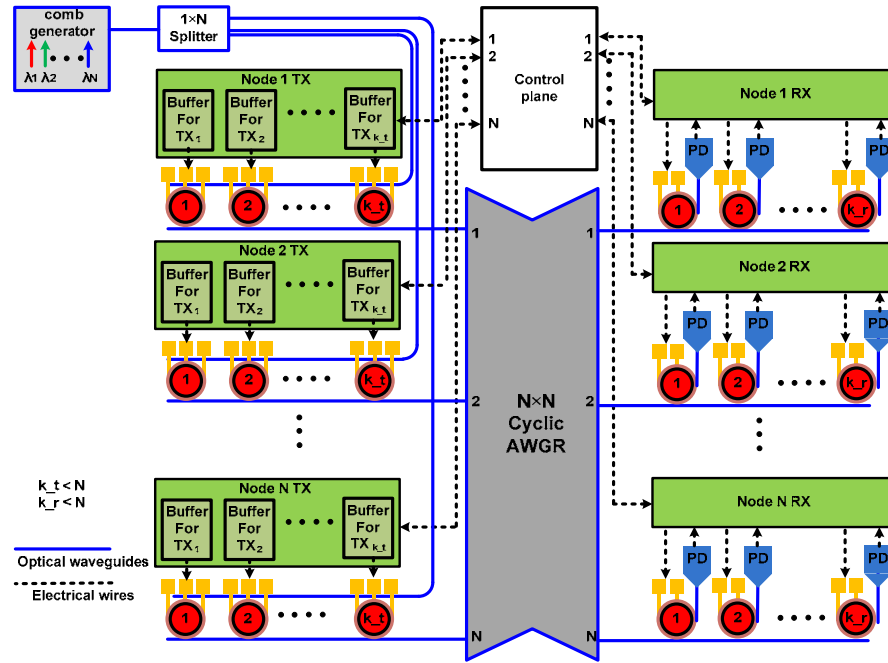 comb
generator
λ1 λ2 λN
1×N
Splitter
Node 1 TX
Buffer
For
TX1
Buffer
For
TX2
Buffer
For
TXk_t
1
2
k_t
Control
plane
1
2
N
1
2
N
Node 1 RX
PD
PD
PD
1
2
k_r
Node 2 TX
Buffer
For
TX1
Buffer
For
TX2
Buffer
For
TXk_t
1
2
k_t
N×N
Cyclic
AWGR
1
2
N
1
2
N
Node 2 RX
PD
PD
PD
1
2
k_r
Node N TX
Buffer
For
TX1
Buffer
For
TX2
Buffer
For
TXk_t
1
2
k_t
Node N RX
PD
PD
PD
1
2
k_r
k_t < N
k_r < N
Optical waveguides
Electrical wires